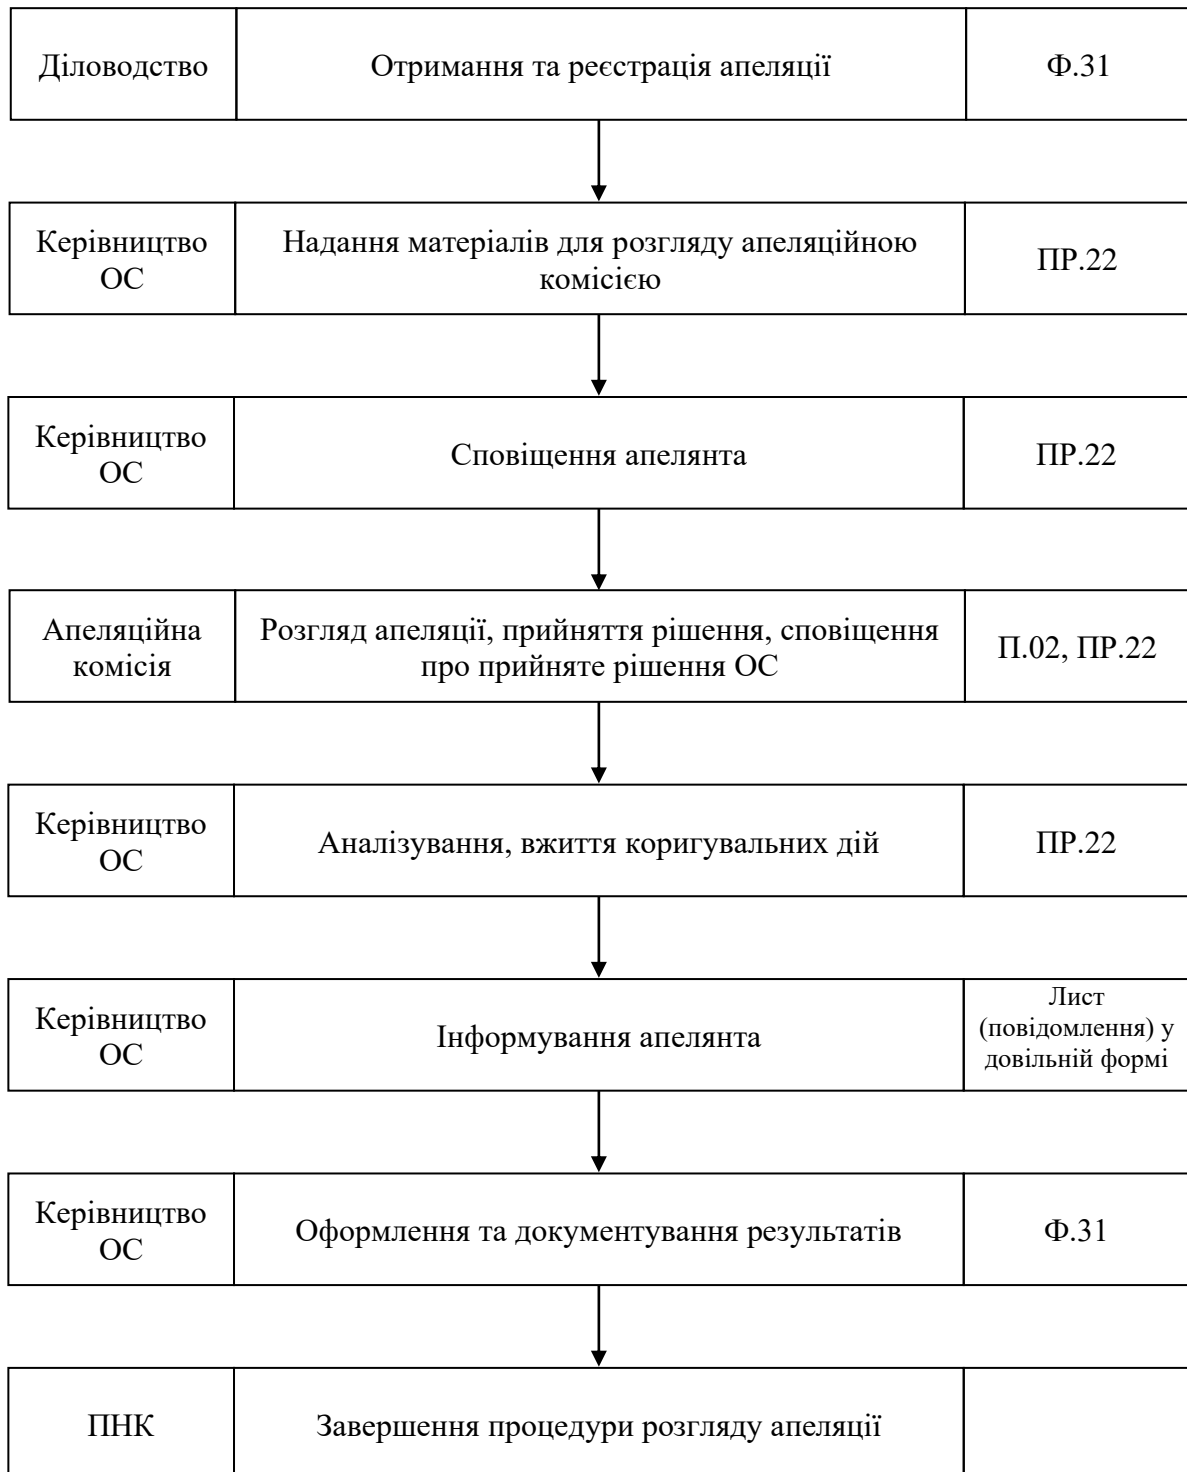 Діловодство
Отримання та реєстрація апеляції
Ф.31
Керівництво
ОС
Надання матеріалів для розгляду апеляційною
комісією
ПР.22
Керівництво
ОС
Сповіщення апелянта
ПР.22
Апеляційна
комісія
Розгляд апеляції, прийняття рішення, сповіщення
про прийняте рішення ОС
П.02, ПР.22
Керівництво
ОС
Аналізування, вжиття коригувальних дій
ПР.22
Керівництво
ОС
Інформування апелянта
Лист
(повідомлення) у
довільній формі
Керівництво
ОС
Оформлення та документування результатів
Ф.31
ПНК
Завершення процедури розгляду апеляції